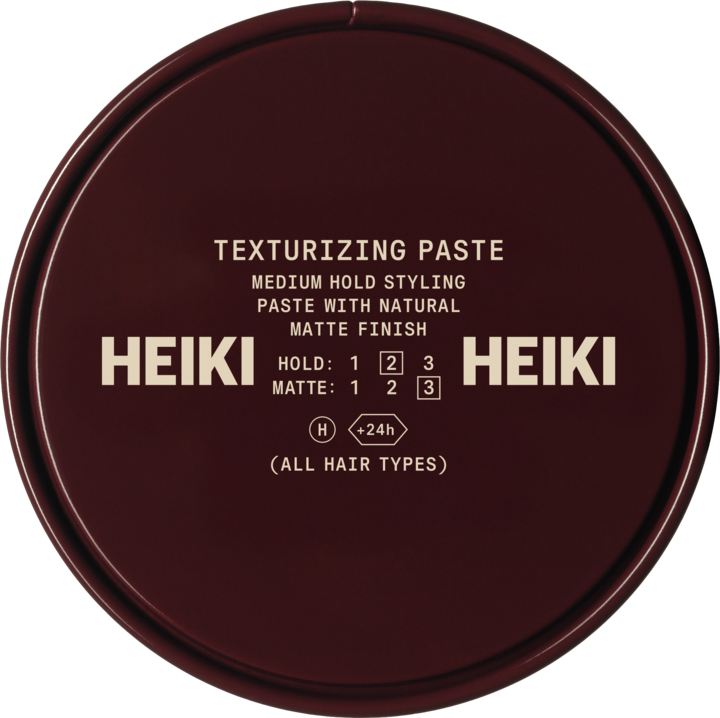 TEXTURIZING PASTE
MEDIUM HOLD STYLING
PASTE WITH NATURAL
MATTE FINISH
HEIKI
HOLD: 1 2 3
MATTE: 1 2 3
HEIKI
H +24h
(ALL HAIR TYPES)